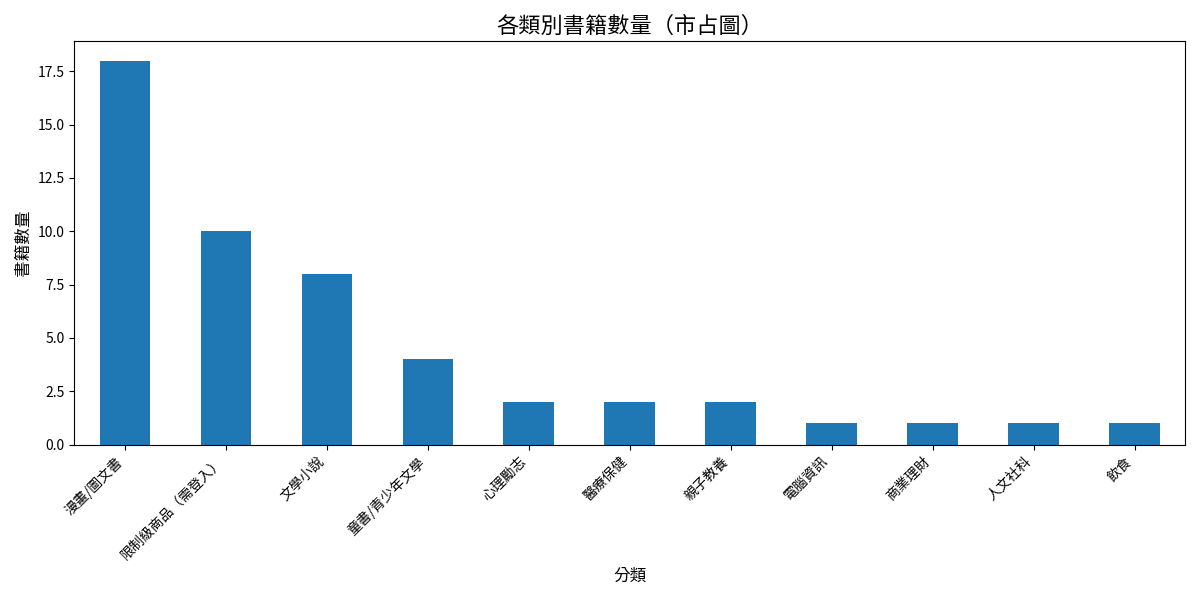 各類別書籍數量（市占圖）
書籍數量
17.5
15.0
12.5
10.0
7.5
5.0
2.5
0.0
漫畫/圖文書
限制級商品（需登入）
文學小說
童書/青少年文學
心理勵志
醫療保健
親子教養
電腦資訊
商業理財
人文社科
飲食
分類